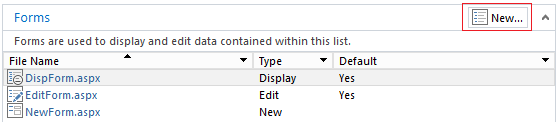 Forms New...
Forms are used to display and edit data contained within this list.
File Name Type Default
DispForm.aspx Display Yes
EditForm.aspx Edit Yes
NewForm.aspx New